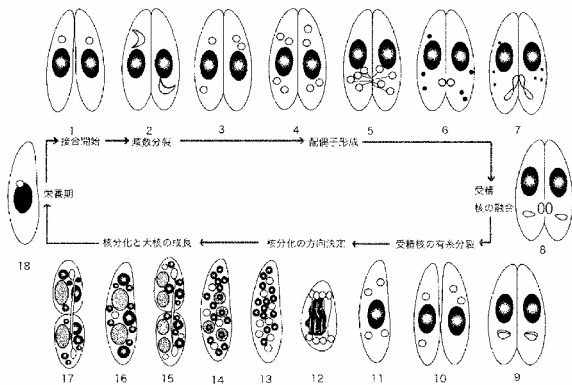 1 2 3 4 5 6 7
接合開始 減数分裂 配偶子形成
栄養期
受精
核の融合
18
8
核分化と大核の成長 核分化の方向決定 受精核の有糸分裂
17 16 15 14 13 12 11 10 9